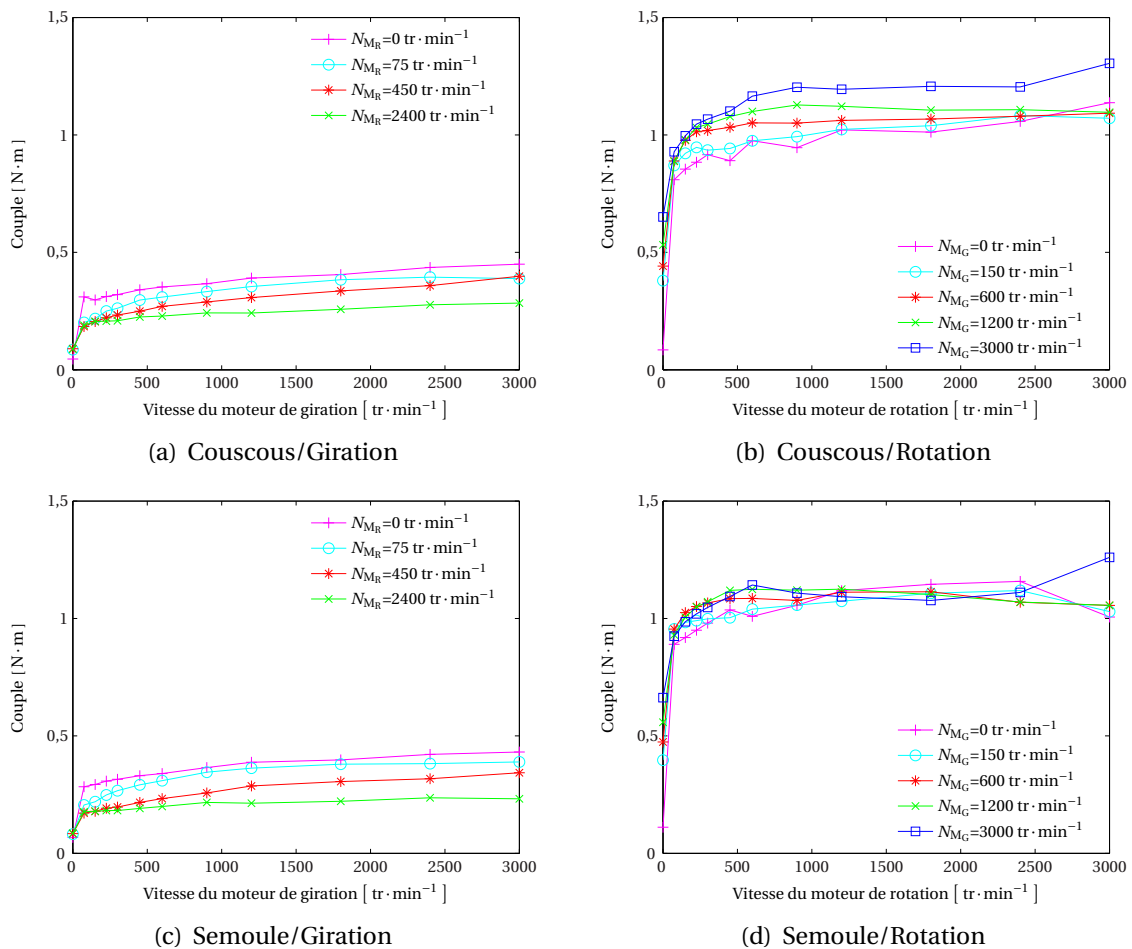 1,5
1
0.5
0
Couple [ N·m ]
N_MR=0 tr·min⁻¹
N_MR=75 tr·min⁻¹
N_MR=450 tr·min⁻¹
N_MR=2400 tr·min⁻¹
0 500 1000 1500 2000 2500 3000
Vitesse du moteur de giration [ tr·min⁻¹ ]
(a) Couscous/Giration
1,5
1
0.5
0
Couple [ N·m ]
N_MG=0 tr·min⁻¹
N_MG=150 tr·min⁻¹
N_MG=600 tr·min⁻¹
N_MG=1200 tr·min⁻¹
N_MG=3000 tr·min⁻¹
0 500 1000 1500 2000 2500 3000
Vitesse du moteur de rotation [ tr·min⁻¹ ]
(b) Couscous/Rotation
1,5
1
0.5
0
Couple [ N·m ]
N_MR=0 tr·min⁻¹
N_MR=75 tr·min⁻¹
N_MR=450 tr·min⁻¹
N_MR=2400 tr·min⁻¹
0 500 1000 1500 2000 2500 3000
Vitesse du moteur de giration [ tr·min⁻¹ ]
(c) Semoule/Giration
1,5
1
0.5
0
Couple [ N·m ]
N_MG=0 tr·min⁻¹
N_MG=150 tr·min⁻¹
N_MG=600 tr·min⁻¹
N_MG=1200 tr·min⁻¹
N_MG=3000 tr·min⁻¹
0 500 1000 1500 2000 2500 3000
Vitesse du moteur de rotation [ tr·min⁻¹ ]
(d) Semoule/Rotation